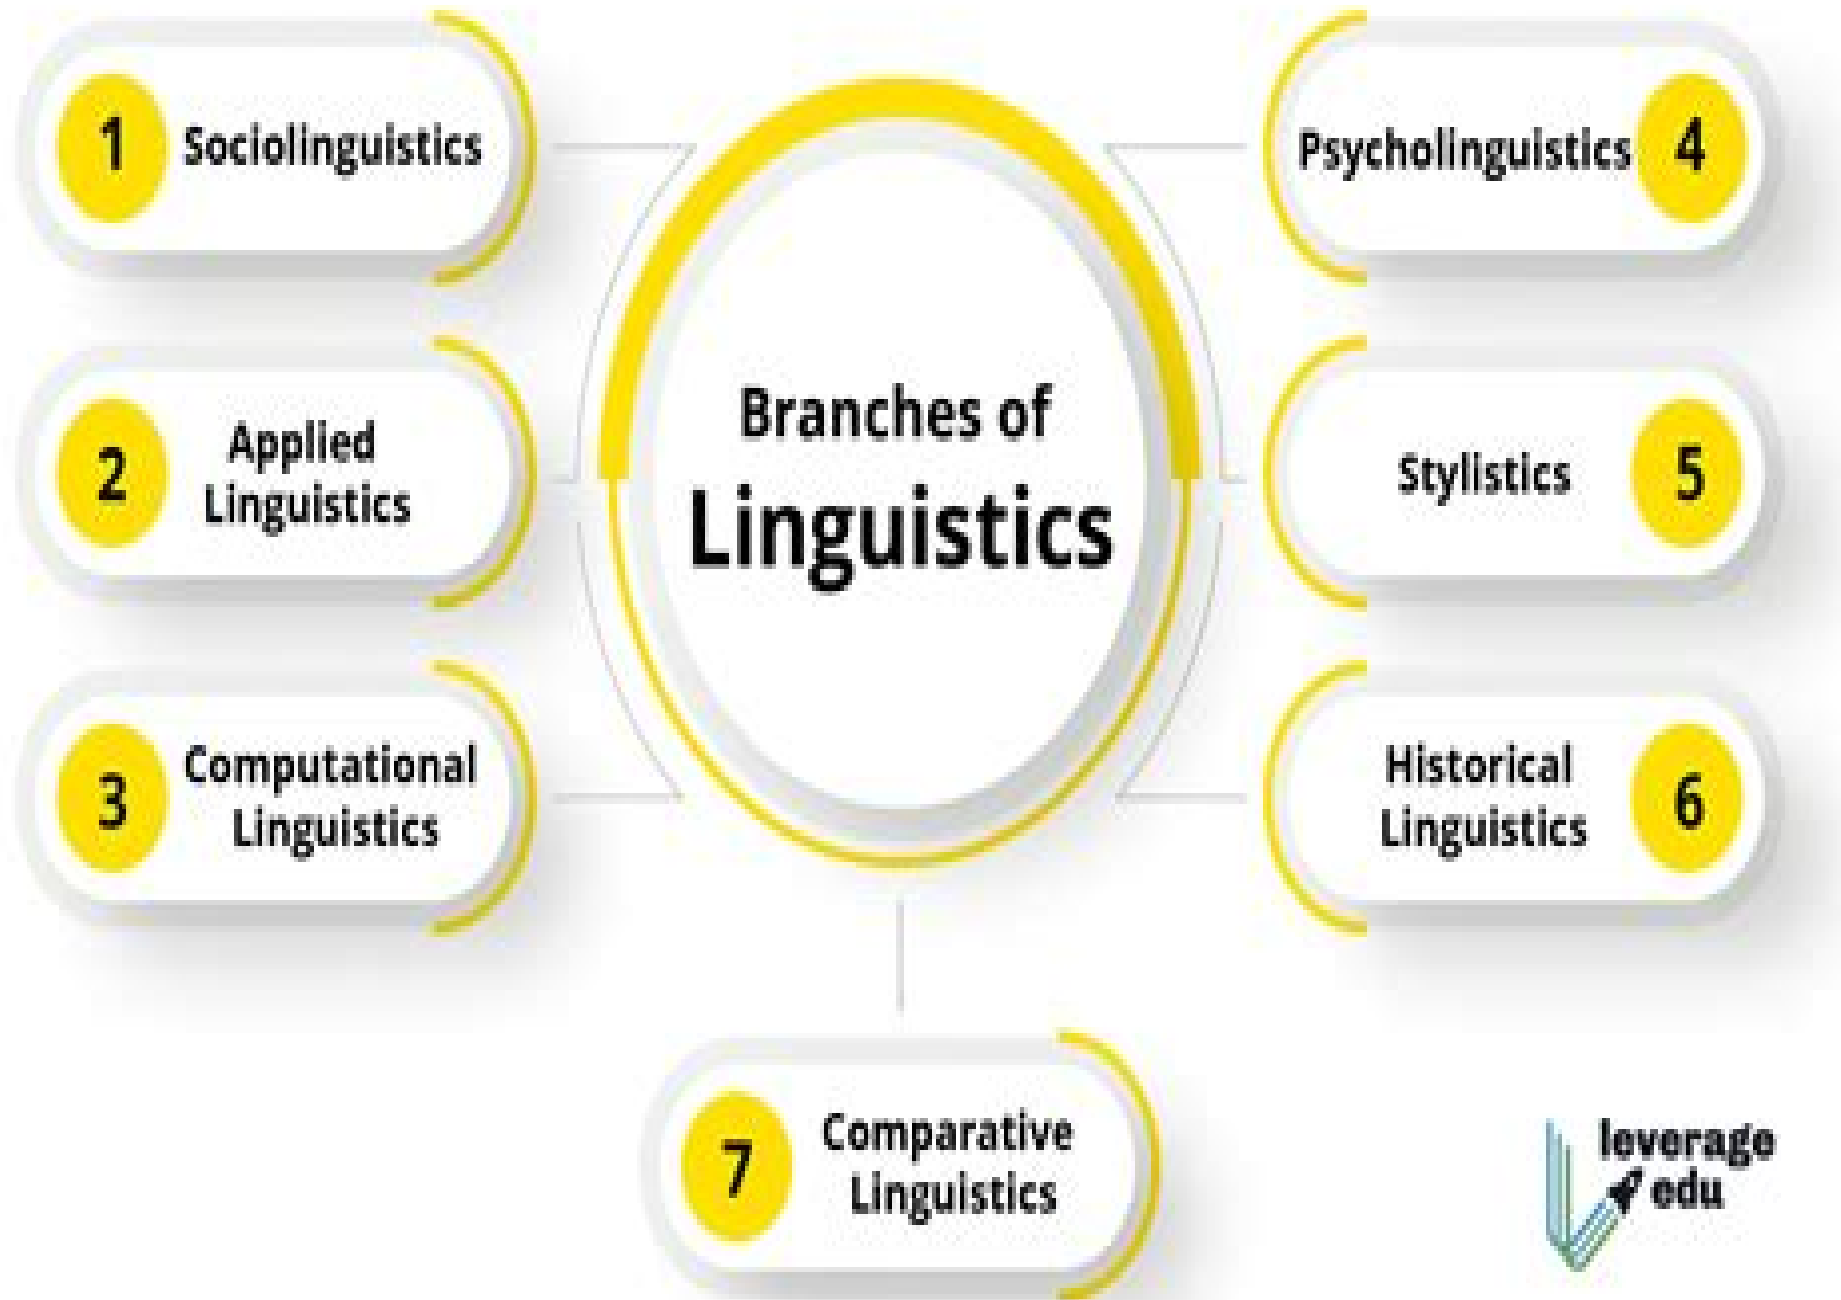 1
Sociolinguistics
2
Applied
Linguistics
3
Computational
Linguistics
Branches of
Linguistics
Psycholinguistics 4
Stylistics 5
Historical
Linguistics
6
7
Comparative
Linguistics
leverage
edu